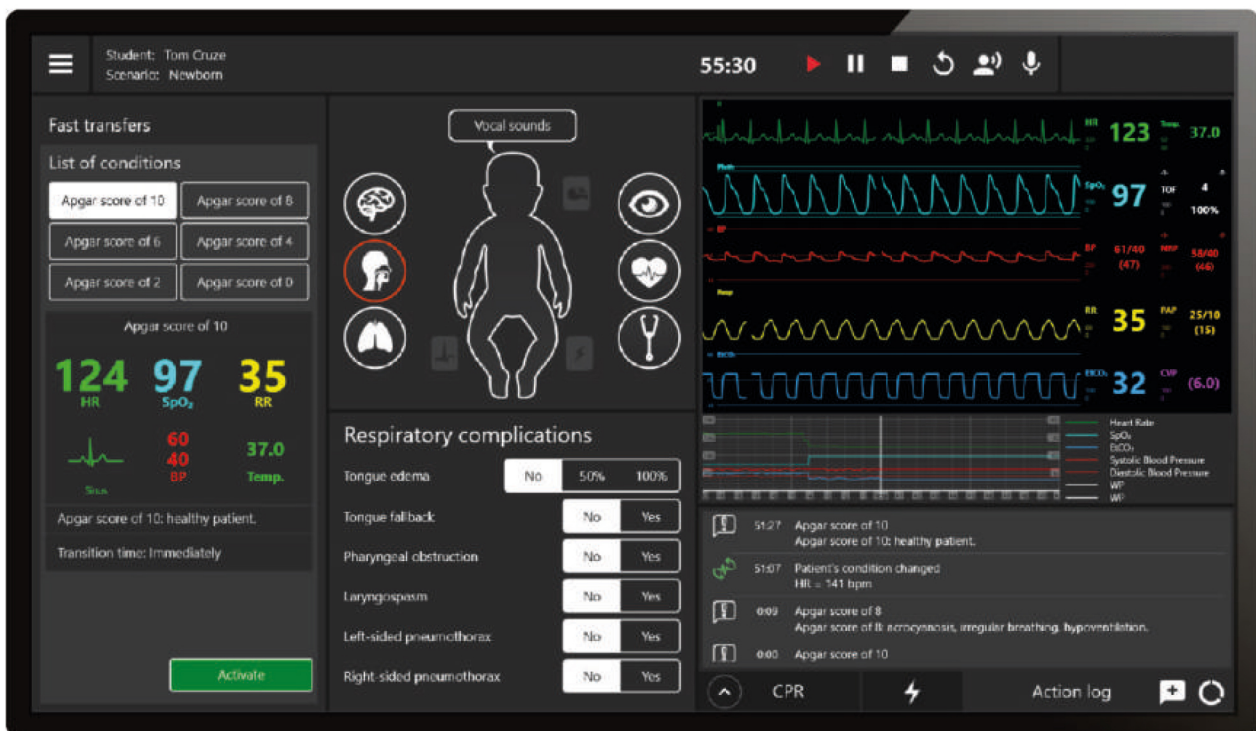 Student: Tom Cruze
Scenario: Newborn
55:30
Fast transfers
List of conditions
Apgar score of 10
Apgar score of 8
Apgar score of 6
Apgar score of 4
Apgar score of 2
Apgar score of 0
Apgar score of 10
124
97
35
HR
SpO₂
RR
60
40
BP
37.0
Temp.
Sinus
Apgar score of 10: healthy patient.
Transition time: Immediately
Activate
Vocal sounds
Respiratory complications
Tongue edema No 50% 100%
Tongue fallback No Yes
Pharyngeal obstruction No Yes
Laryngospasm No Yes
Left-sided pneumothorax No Yes
Right-sided pneumothorax No Yes
HR 123 Temp. 37.0
Pleth
SpO₂ 97 TOF 4
100%
BP
BP 61/40 NIBP 58/40
(47) (46)
Resp
RR 35 PAP 25/10
(15)
EtCO₂
EtCO₂ 32 CVP (6.0)
Heart Rate
SpO₂
EtCO₂
Systolic Blood Pressure
Diestolic Blood Pressure
WP
WP
51:27 Apgar score of 10
Apgar score of 10: healthy patient.
51:07 Patient's condition changed
HR = 141 bpm
0:09 Apgar score of 8
Apgar score of 8: acrocyanosis, irregular breathing, hypoventilation.
0:00 Apgar score of 10
CPR
Action log